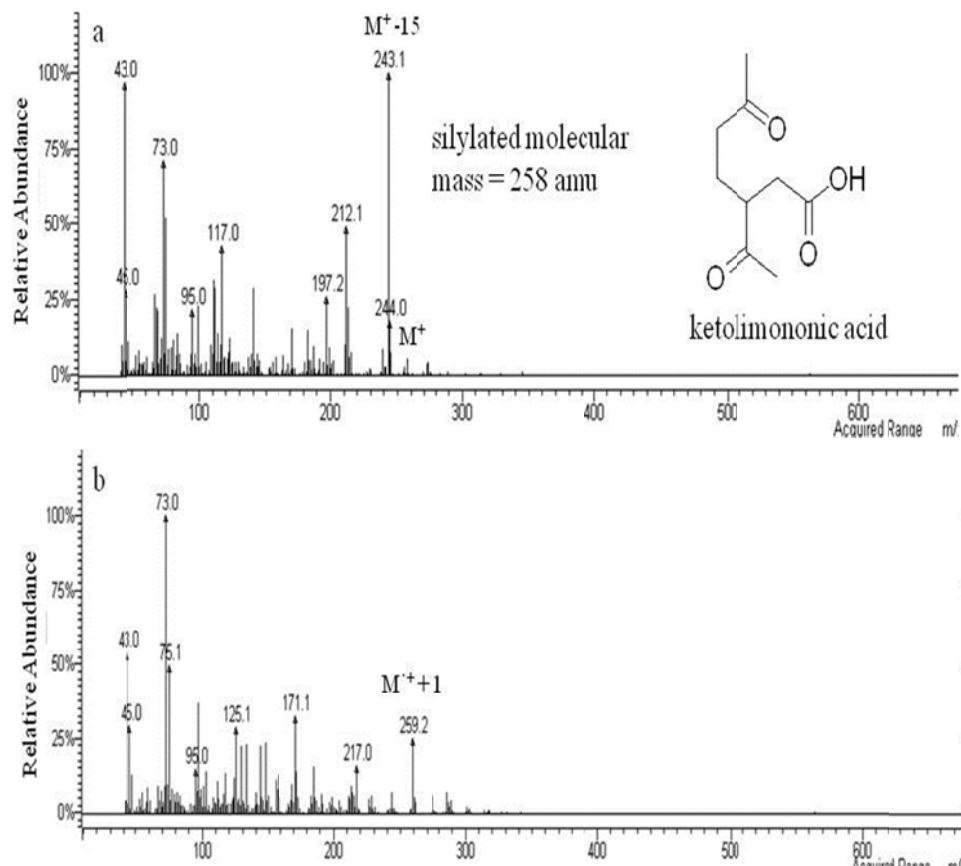 a
M⁺-15
243.1
100%
43.0
75%
73.0
silylated molecular
mass = 258 amu
OH
O
O
O
ketolimononic acid
50%
212.1
117.0
25%
45.0
95.0
197.2
244.0
M⁺
0%
Relative Abundance
100 200 300 400 500 600
Acquired Range m/
b
100%
73.0
75%
43.0
50%
75.1
M·⁺+1
25%
45.0
95.0
125.1
171.1
217.0
259.2
0%
Relative Abundance
100 200 300 400 500 600
Acquired Range m/